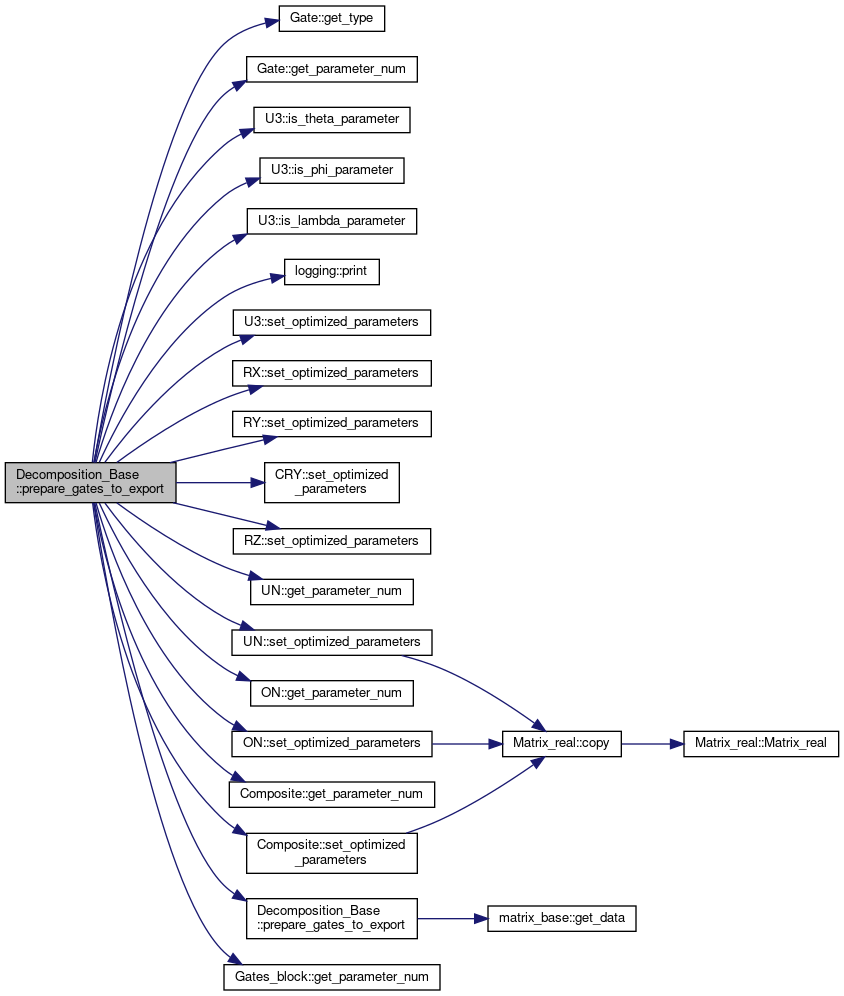 Gate::get_type
Gate::get_parameter_num
U3::is_theta_parameter
U3::is_phi_parameter
U3::is_lambda_parameter
logging::print
U3::set_optimized_parameters
RX::set_optimized_parameters
RY::set_optimized_parameters
Decomposition_Base
::prepare_gates_to_export
CRY::set_optimized
_parameters
RZ::set_optimized_parameters
UN::get_parameter_num
UN::set_optimized_parameters
ON::get_parameter_num
ON::set_optimized_parameters
Matrix_real::copy
Matrix_real::Matrix_real
Composite::get_parameter_num
Composite::set_optimized
_parameters
Decomposition_Base
::prepare_gates_to_export
matrix_base::get_data
Gates_block::get_parameter_num